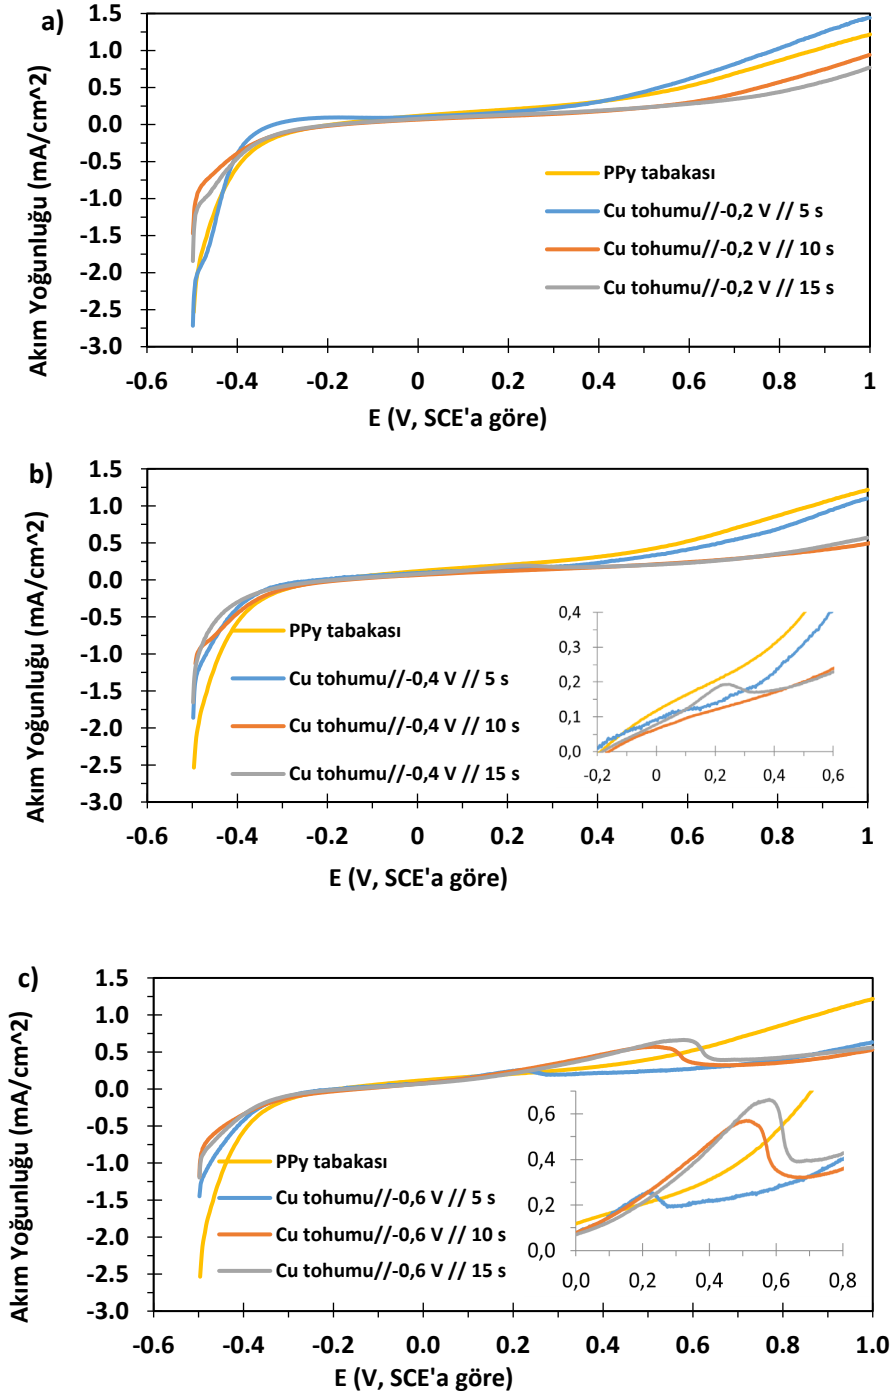 a)
1.5
1.0
0.5
0.0
-0.5
-1.0
-1.5
-2.0
-2.5
-3.0
Akım Yoğunluğu (mA/cm^2)
PPy tabakası
Cu tohumu//-0,2 V // 5 s
Cu tohumu//-0,2 V // 10 s
Cu tohumu//-0,2 V // 15 s
-0.6 -0.4 -0.2 0 0.2 0.4 0.6 0.8 1
E (V, SCE'a göre)
b)
1.5
1.0
0.5
0.0
-0.5
-1.0
-1.5
-2.0
-2.5
-3.0
Akım Yoğunluğu (mA/cm^2)
PPy tabakası
Cu tohumu//-0,4 V // 5 s
Cu tohumu//-0,4 V // 10 s
Cu tohumu//-0,4 V // 15 s
0,4
0,3
0,2
0,1
0,0
-0,2 0 0,2 0,4 0,6
-0.6 -0.4 -0.2 0 0.2 0.4 0.6 0.8 1
E (V, SCE'a göre)
c)
1.5
1.0
0.5
0.0
-0.5
-1.0
-1.5
-2.0
-2.5
-3.0
Akım Yoğunluğu (mA/cm^2)
PPy tabakası
Cu tohumu//-0,6 V // 5 s
Cu tohumu//-0,6 V // 10 s
Cu tohumu//-0,6 V // 15 s
0,6
0,4
0,2
0,0
0,0 0,2 0,4 0,6 0,8
-0.6 -0.4 -0.2 0.0 0.2 0.4 0.6 0.8 1.0
E (V, SCE'a göre)